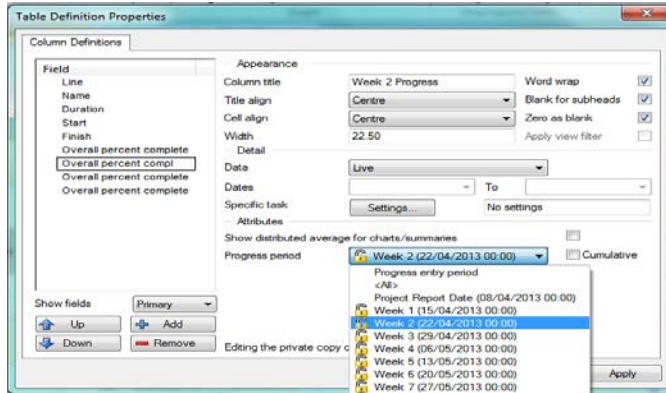 Table Definition Properties
Column Definitions
Field
Line
Name
Duration
Start
Finish
Overall percent complete
Overall percent compl
Overall percent complete
Overall percent complete
Show fields
Primary
Up
Add
Down
Remove
Appearance
Column title
Week 2 Progress
Word wrap
Title align
Centre
Blank for subheads
Cell align
Centre
Zero as blank
Width
22.50
Apply view filter
Detail
Data
Live
Dates
To
Specific task
Settings...
No settings
Attributes
Show distributed average for charts/summaries
Progress period
Week 2 (22/04/2013 00:00)
Cumulative
Progress entry period
<All>
Project Report Date (08/04/2013 00:00)
Week 1 (15/04/2013 00:00)
Week 2 (22/04/2013 00:00)
Week 3 (29/04/2013 00:00)
Week 4 (06/05/2013 00:00)
Week 5 (13/05/2013 00:00)
Week 6 (20/05/2013 00:00)
Week 7 (27/05/2013 00:00)
Editing the private copy
Apply